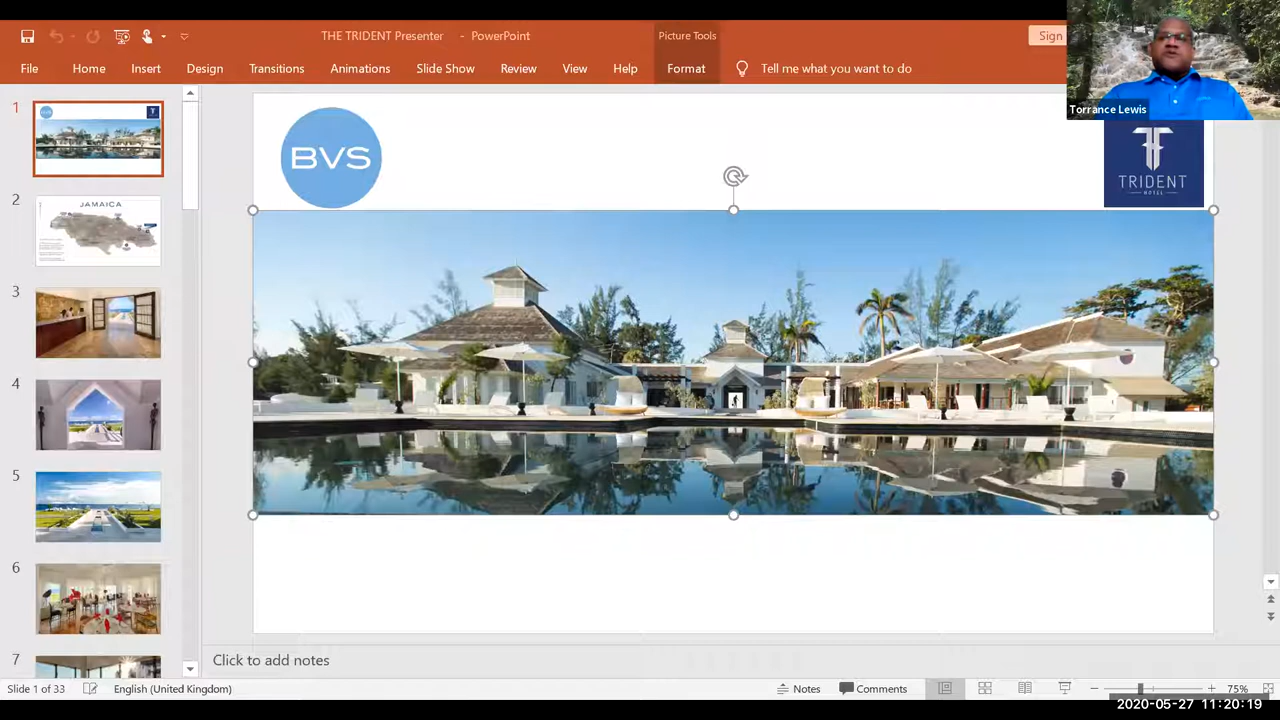 THE TRIDENT Presenter - PowerPoint
Picture Tools
Sign
File Home Insert Design Transitions Animations Slide Show Review View Help Format Tell me what you want to do
Torrance Lewis
1
2
JAMAICA
3
4
5
6
7
BVS
TRIDENT
HOTEL
Click to add notes
Slide 1 of 33 English (United Kingdom) Notes Comments 75%
2020-05-27 11:20:19